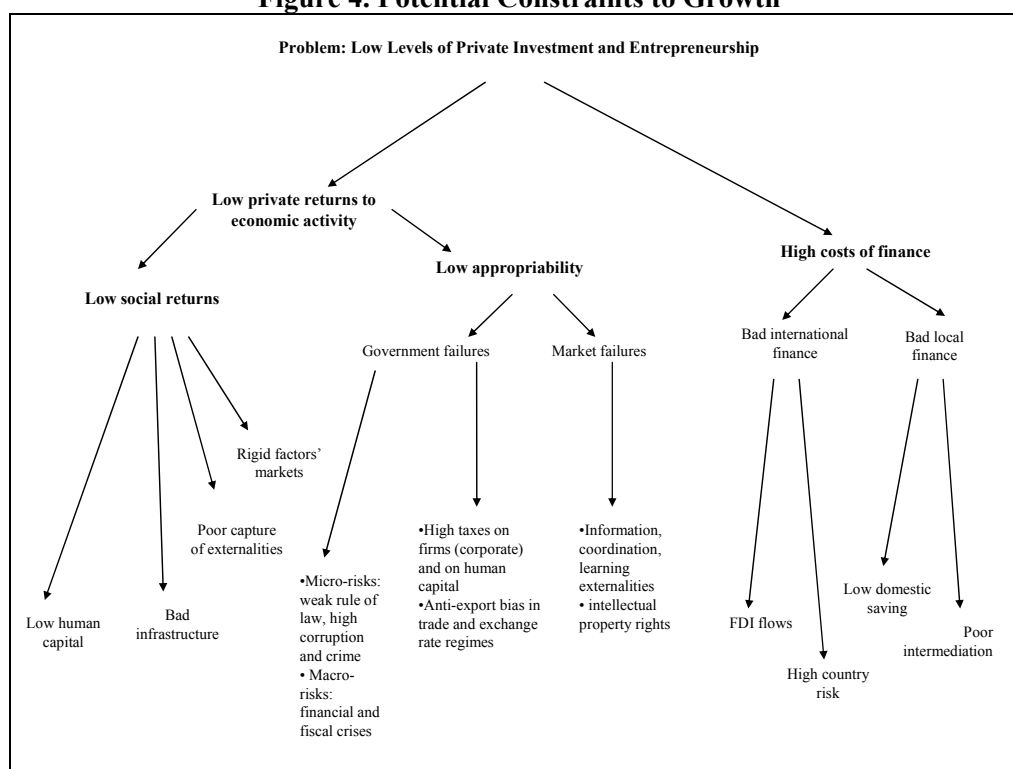 Figure 4. Potential Constraints to Growth
Problem: Low Levels of Private Investment and Entrepreneurship
Low private returns to
economic activity
High costs of finance
Low appropriability
Low social returns
Bad international
finance
Bad local
finance
Government failures
Market failures
Rigid factors'
markets
Poor capture
of externalities
•High taxes on
firms (corporate)
and on human
capital
•Anti-export bias in
trade and exchange
rate regimes
•Information,
coordination,
learning
externalities
• intellectual
property rights
•Micro-risks:
weak rule of
law, high
corruption
and crime
• Macro-
risks:
financial and
fiscal crises
Low human
capital
Bad
infrastructure
Low domestic
saving
FDI flows
Poor
intermediation
High country
risk